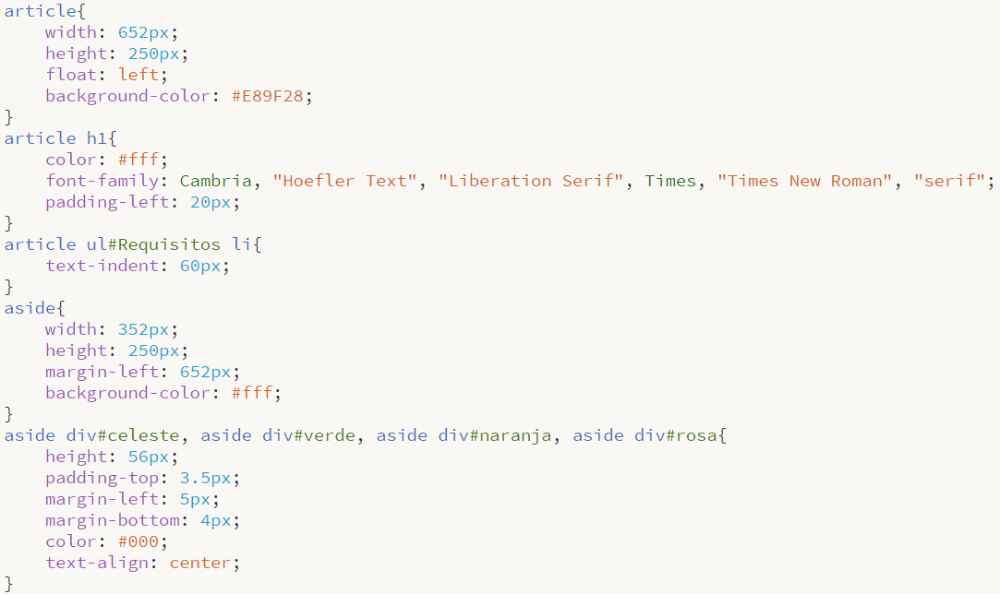 article{
    width: 652px;
    height: 250px;
    float: left;
    background-color: #E89F28;
}
article h1{
    color: #fff;
    font-family: Cambria, "Hoefler Text", "Liberation Serif", Times, "Times New Roman", "serif";
    padding-left: 20px;
}
article ul#Requisitos li{
    text-indent: 60px;
}
aside{
    width: 352px;
    height: 250px;
    margin-left: 652px;
    background-color: #fff;
}
aside div#celeste, aside div#verde, aside div#naranja, aside div#rosa{
    height: 56px;
    padding-top: 3.5px;
    margin-left: 5px;
    margin-bottom: 4px;
    color: #000;
    text-align: center;
}